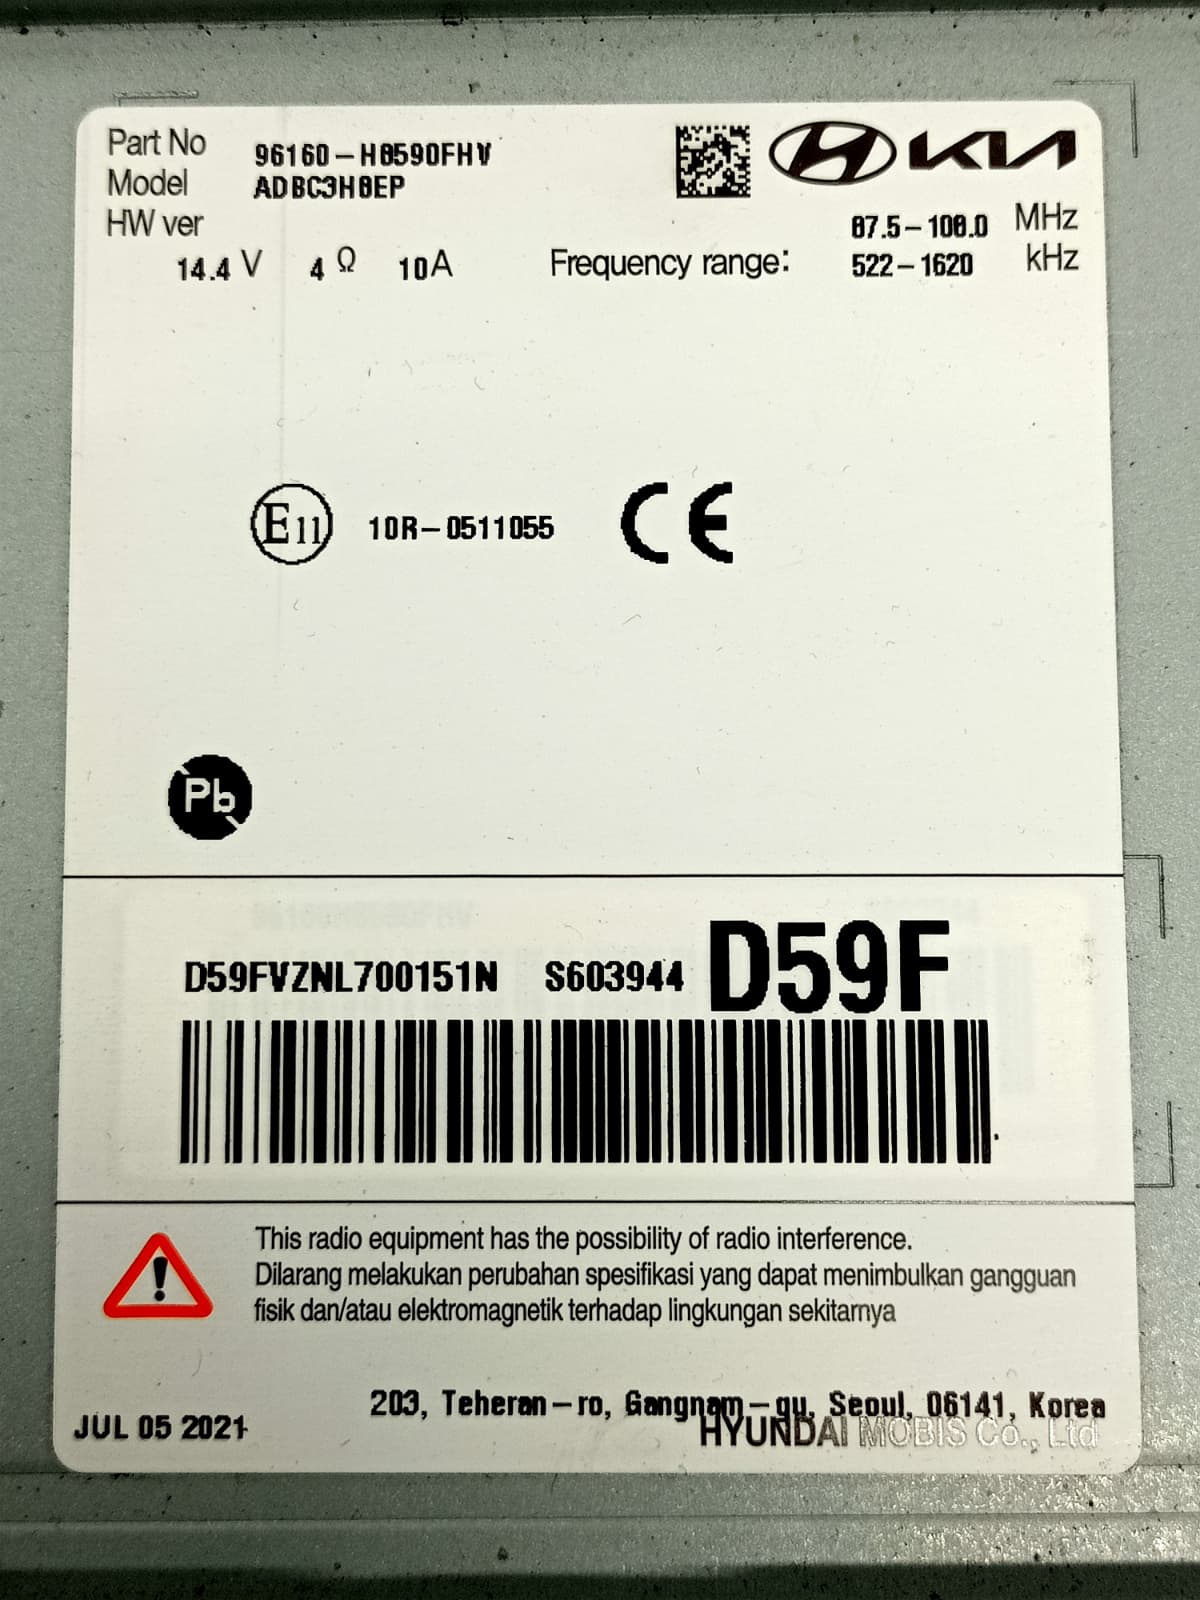 Part No 96160-H8590FHV
Model ADBC3H8EP
KIA
HW ver
87.5-108.0 MHz
14.4 V 4 Ω 10A Frequency range: 522-1620 kHz
E11 10R-0511055 CE
Pb
D59FVZNL700151N S603944 D59F
This radio equipment has the possibility of radio interference.
Dilarang melakukan perubahan spesifikasi yang dapat menimbulkan gangguan
fisik dan/atau elektromagnetik terhadap lingkungan sekitarnya
203, Teheran-ro, Gangnam-gu, Seoul, 06141, Korea
JUL 05 2021 HYUNDAI MOBIS Co., Ltd